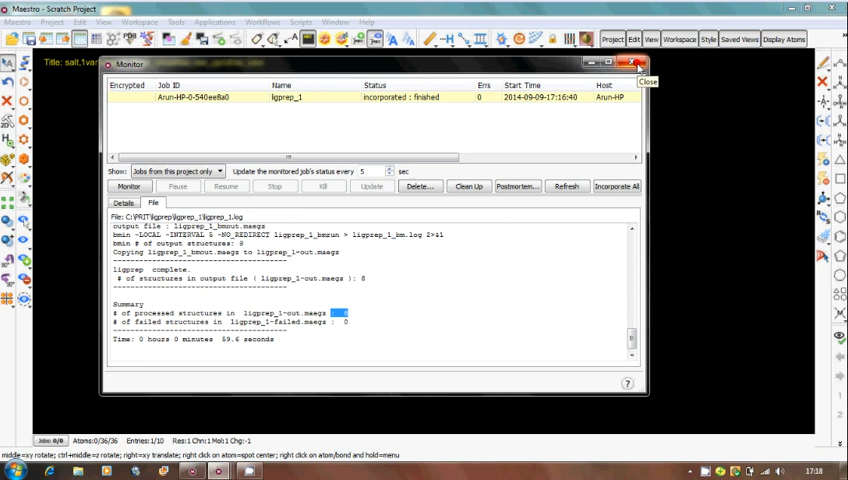 Maestro - Scratch Project
Maestro Project Edit View Workspace Tools Applications Workflows Scripts Window Help
Project Edit View Workspace Style Saved Views Display Atoms
Title: salt,1var
Monitor
Close
Encrypted Job ID Name Status Errs Start Time Host
Arun-HP-0-540ee8a0 ligprep_1 incorporated : finished 0 2014-09-09-17:16:40 Arun-HP
Show: Jobs from this project only Update the monitored job's status every 5 sec
Monitor Pause Resume Stop Kill Update Delete... Clean Up Postmortem... Refresh Incorporate All
Details File
File: C:\PRIT\ligprep\ligprep_1\ligprep_1.log
output file : ligprep_1_bmout.maegz
bmin -LOCAL -INTERVAL 5 -NO_REDIRECT ligprep_1_bmrun > ligprep_1_bm.log 2>&1
bmin # of output structures: 8
Copying ligprep_1-bmout.maegz to ligprep_1-out.maegz
----------------------------------------
ligprep complete.
# of structures in output file ( ligprep_1-out.maegz ): 8
----------------------------------------
Summary
# of processed structures in ligprep_1-out.maegz : 8
# of failed structures in ligprep_1-failed.maegz : 0
----------------------------------------
Time: 0 hours 0 minutes 59.6 seconds
Jobs: 0/0 Atoms:0/36/36 Entries:1/10 Res:1 Chn:1 Mol:1 Chg:-1
middle=xy rotate; ctrl+middle=z rotate; right=xy translate; right click on atom=spot center; right click on atom/bond and hold=menu
17:18